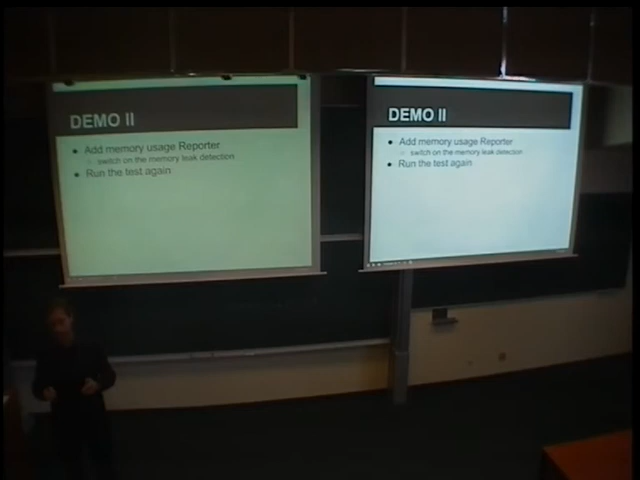 DEMO II
Add memory usage Reporter
switch on the memory leak detection
Run the test again
DEMO II
Add memory usage Reporter
switch on the memory leak detection
Run the test again